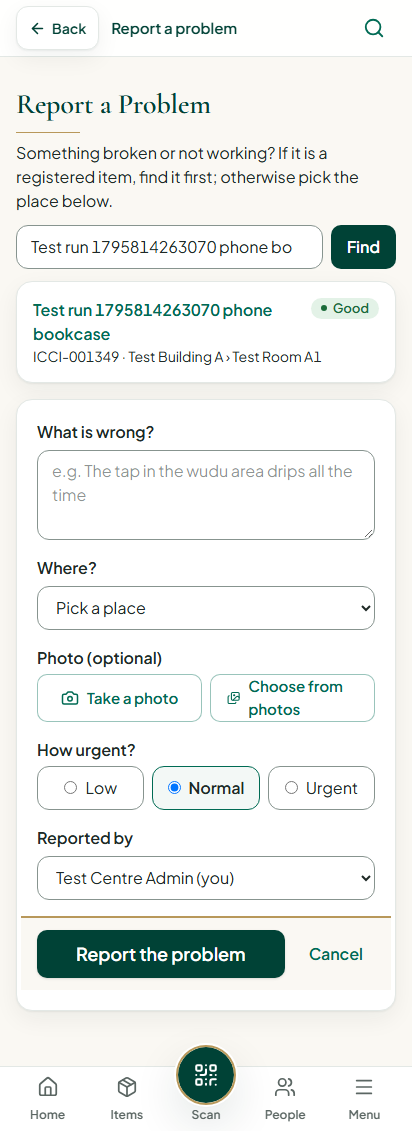 Back
Report a problem
Report a Problem
Something broken or not working? If it is a
registered item, find it first; otherwise pick the
place below.
Test run 1795814263070 phone bo
Find
Test run 1795814263070 phone
bookcase
Good
ICCI-001349 · Test Building A › Test Room A1
What is wrong?
e.g. The tap in the wudu area drips all the
time
Where?
Pick a place
Photo (optional)
Take a photo
Choose from
photos
How urgent?
Low
Normal
Urgent
Reported by
Test Centre Admin (you)
Report the problem
Cancel
Home
Items
Scan
People
Menu